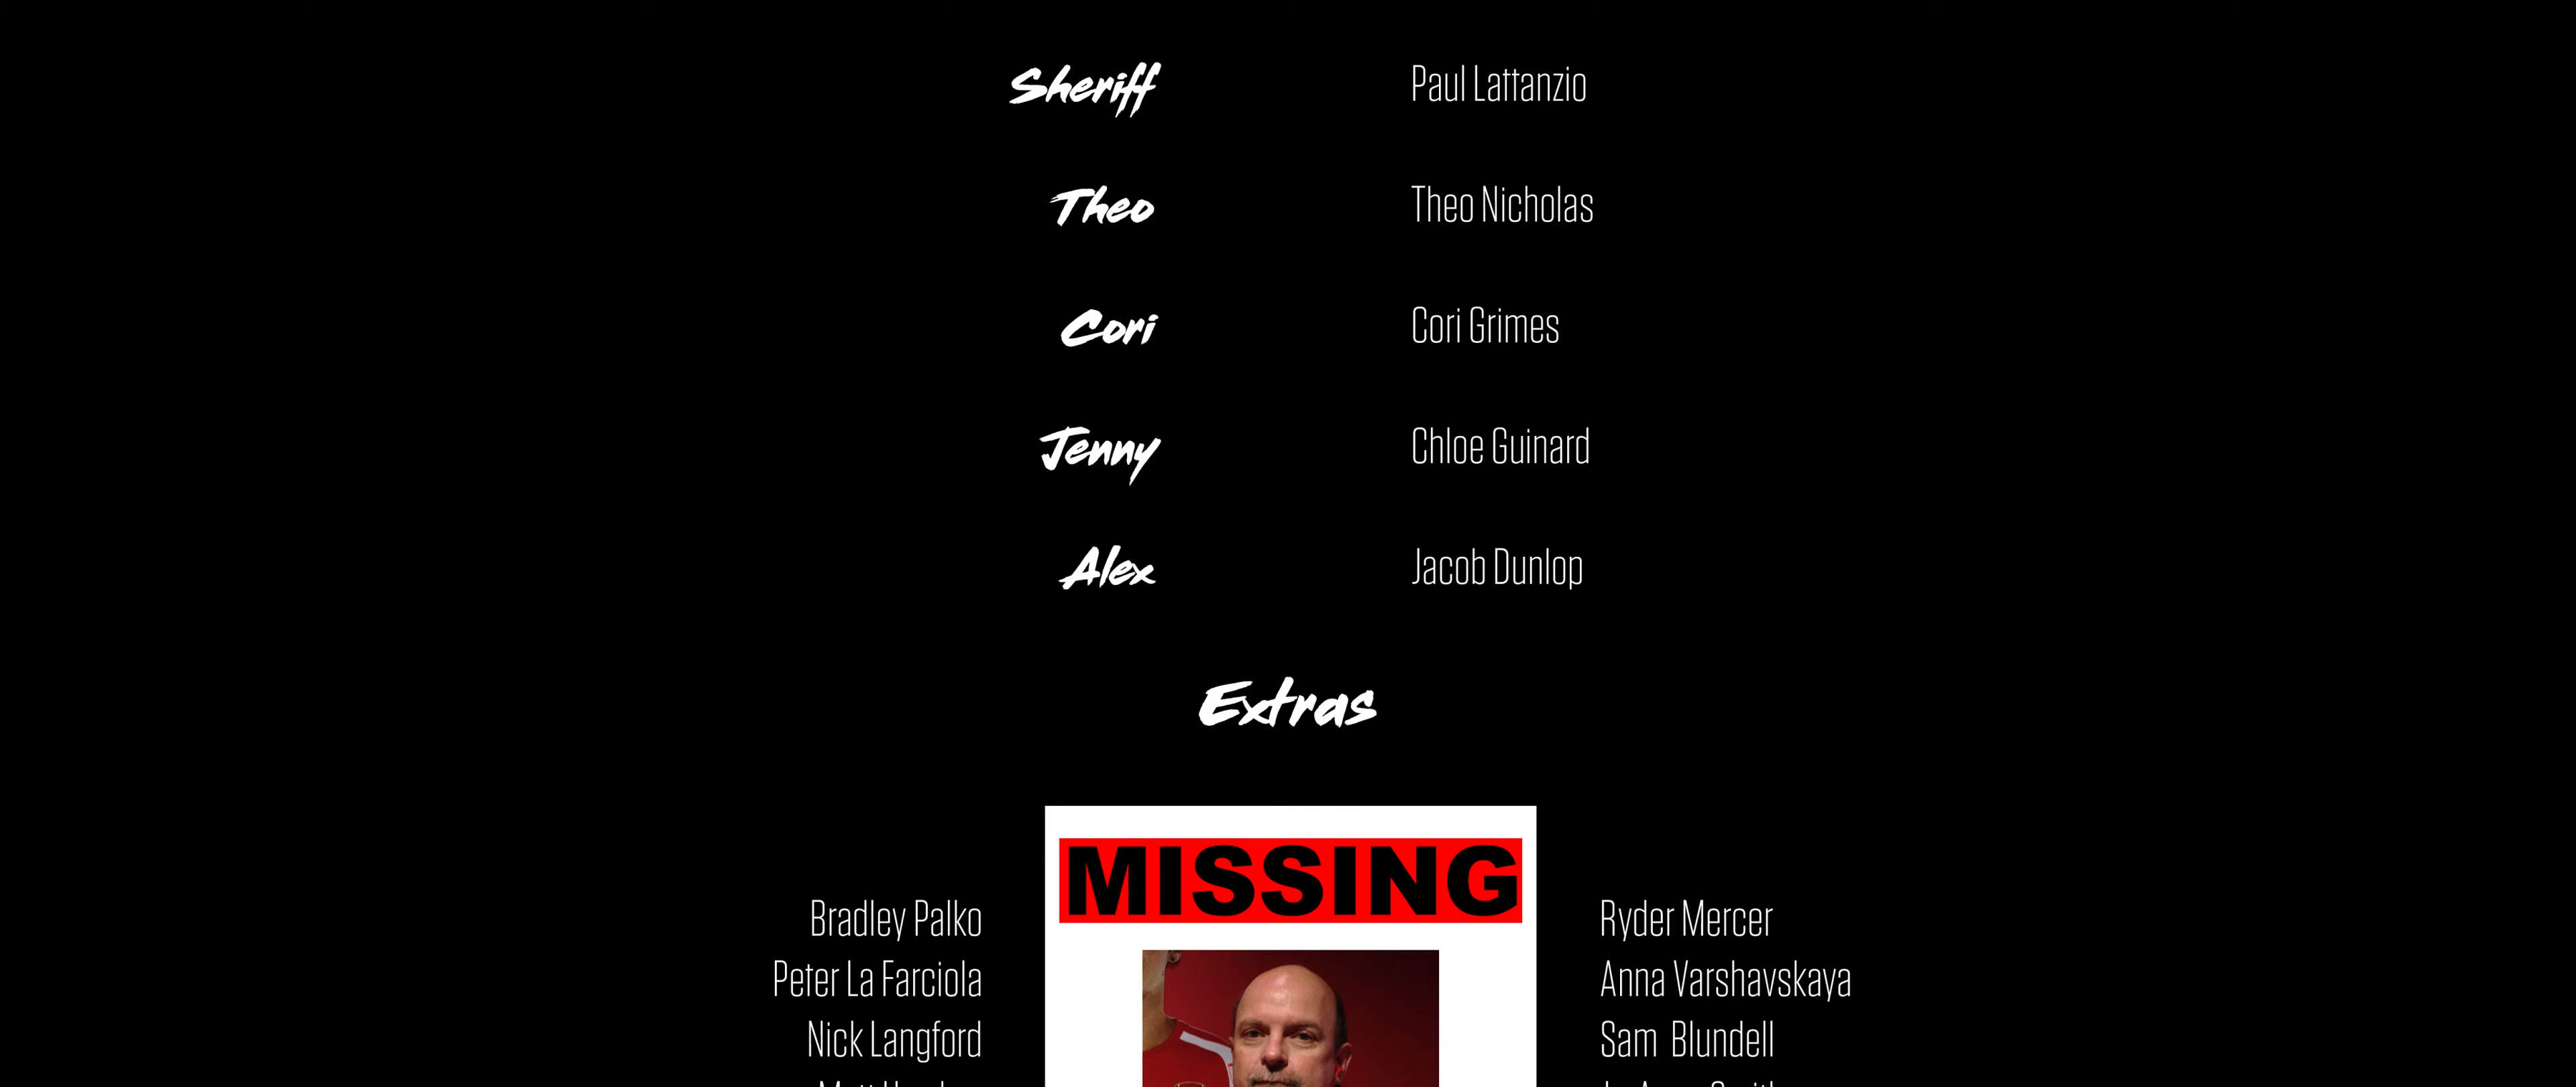 Sheriff Paul Lattanzio
Theo Theo Nicholas
Cori Cori Grimes
Jenny Chloe Guinard
Alex Jacob Dunlop
Extras
MISSING
Bradley Palko Ryder Mercer
Peter La Farciola Anna Varshavskaya
Nick Langford Sam Blundell